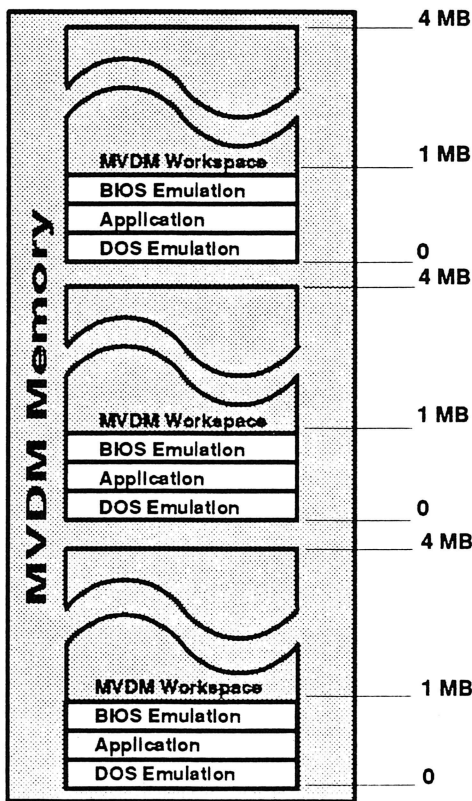 4 MB
MVDM Workspace
1 MB
BIOS Emulation
Application
DOS Emulation
0
4 MB
MVDM Workspace
1 MB
BIOS Emulation
Application
DOS Emulation
0
4 MB
MVDM Workspace
1 MB
BIOS Emulation
Application
DOS Emulation
0
MVDM Memory